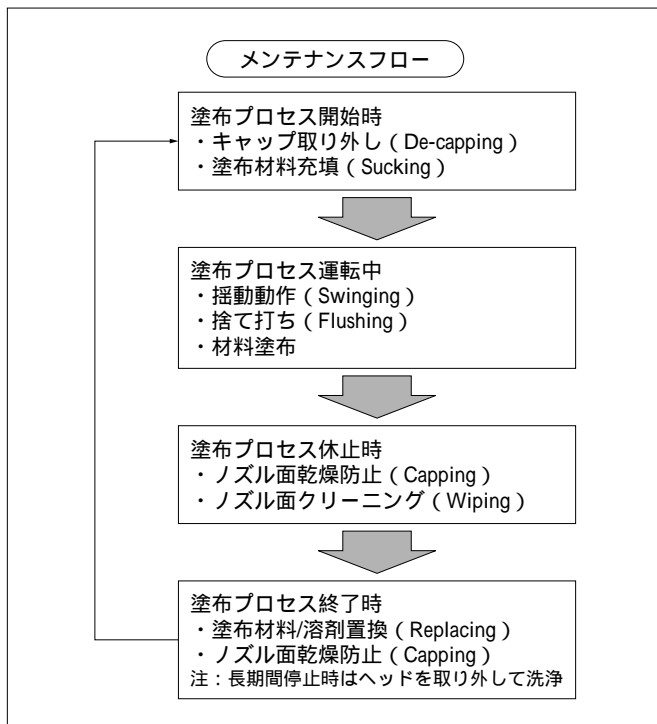 メンテナンスフロー
塗布プロセス開始時
・キャップ取り外し（De-capping）
・塗布材料充填（Sucking）
塗布プロセス運転中
・揺動動作（Swinging）
・捨て打ち（Flushing）
・材料塗布
塗布プロセス休止時
・ノズル面乾燥防止（Capping）
・ノズル面クリーニング（Wiping）
塗布プロセス終了時
・塗布材料/溶剤置換（Replacing）
・ノズル面乾燥防止（Capping）
注：長期間停止時はヘッドを取り外して洗浄